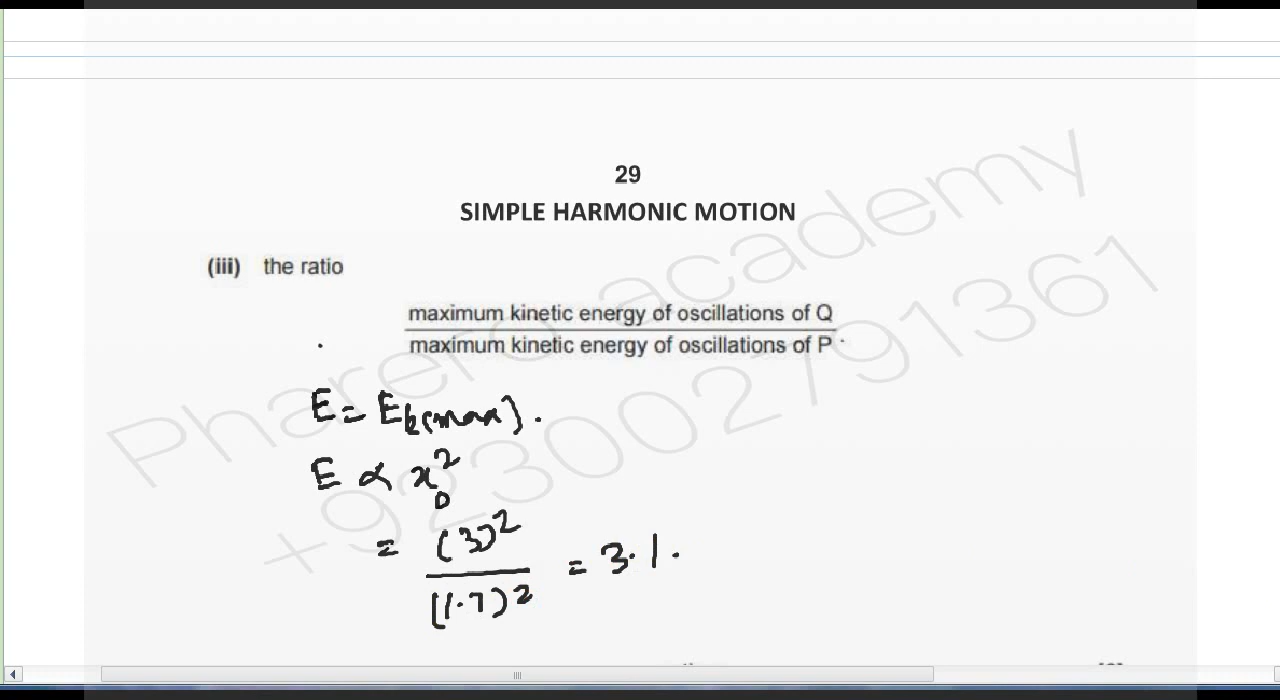 29
SIMPLE HARMONIC MOTION
(iii) the ratio
maximum kinetic energy of oscillations of Q
maximum kinetic energy of oscillations of P .
E = Ek(max).
E ∝ x₀²
= (3)² / (1.7)² = 3.1.
Pharero academy
+923002791361